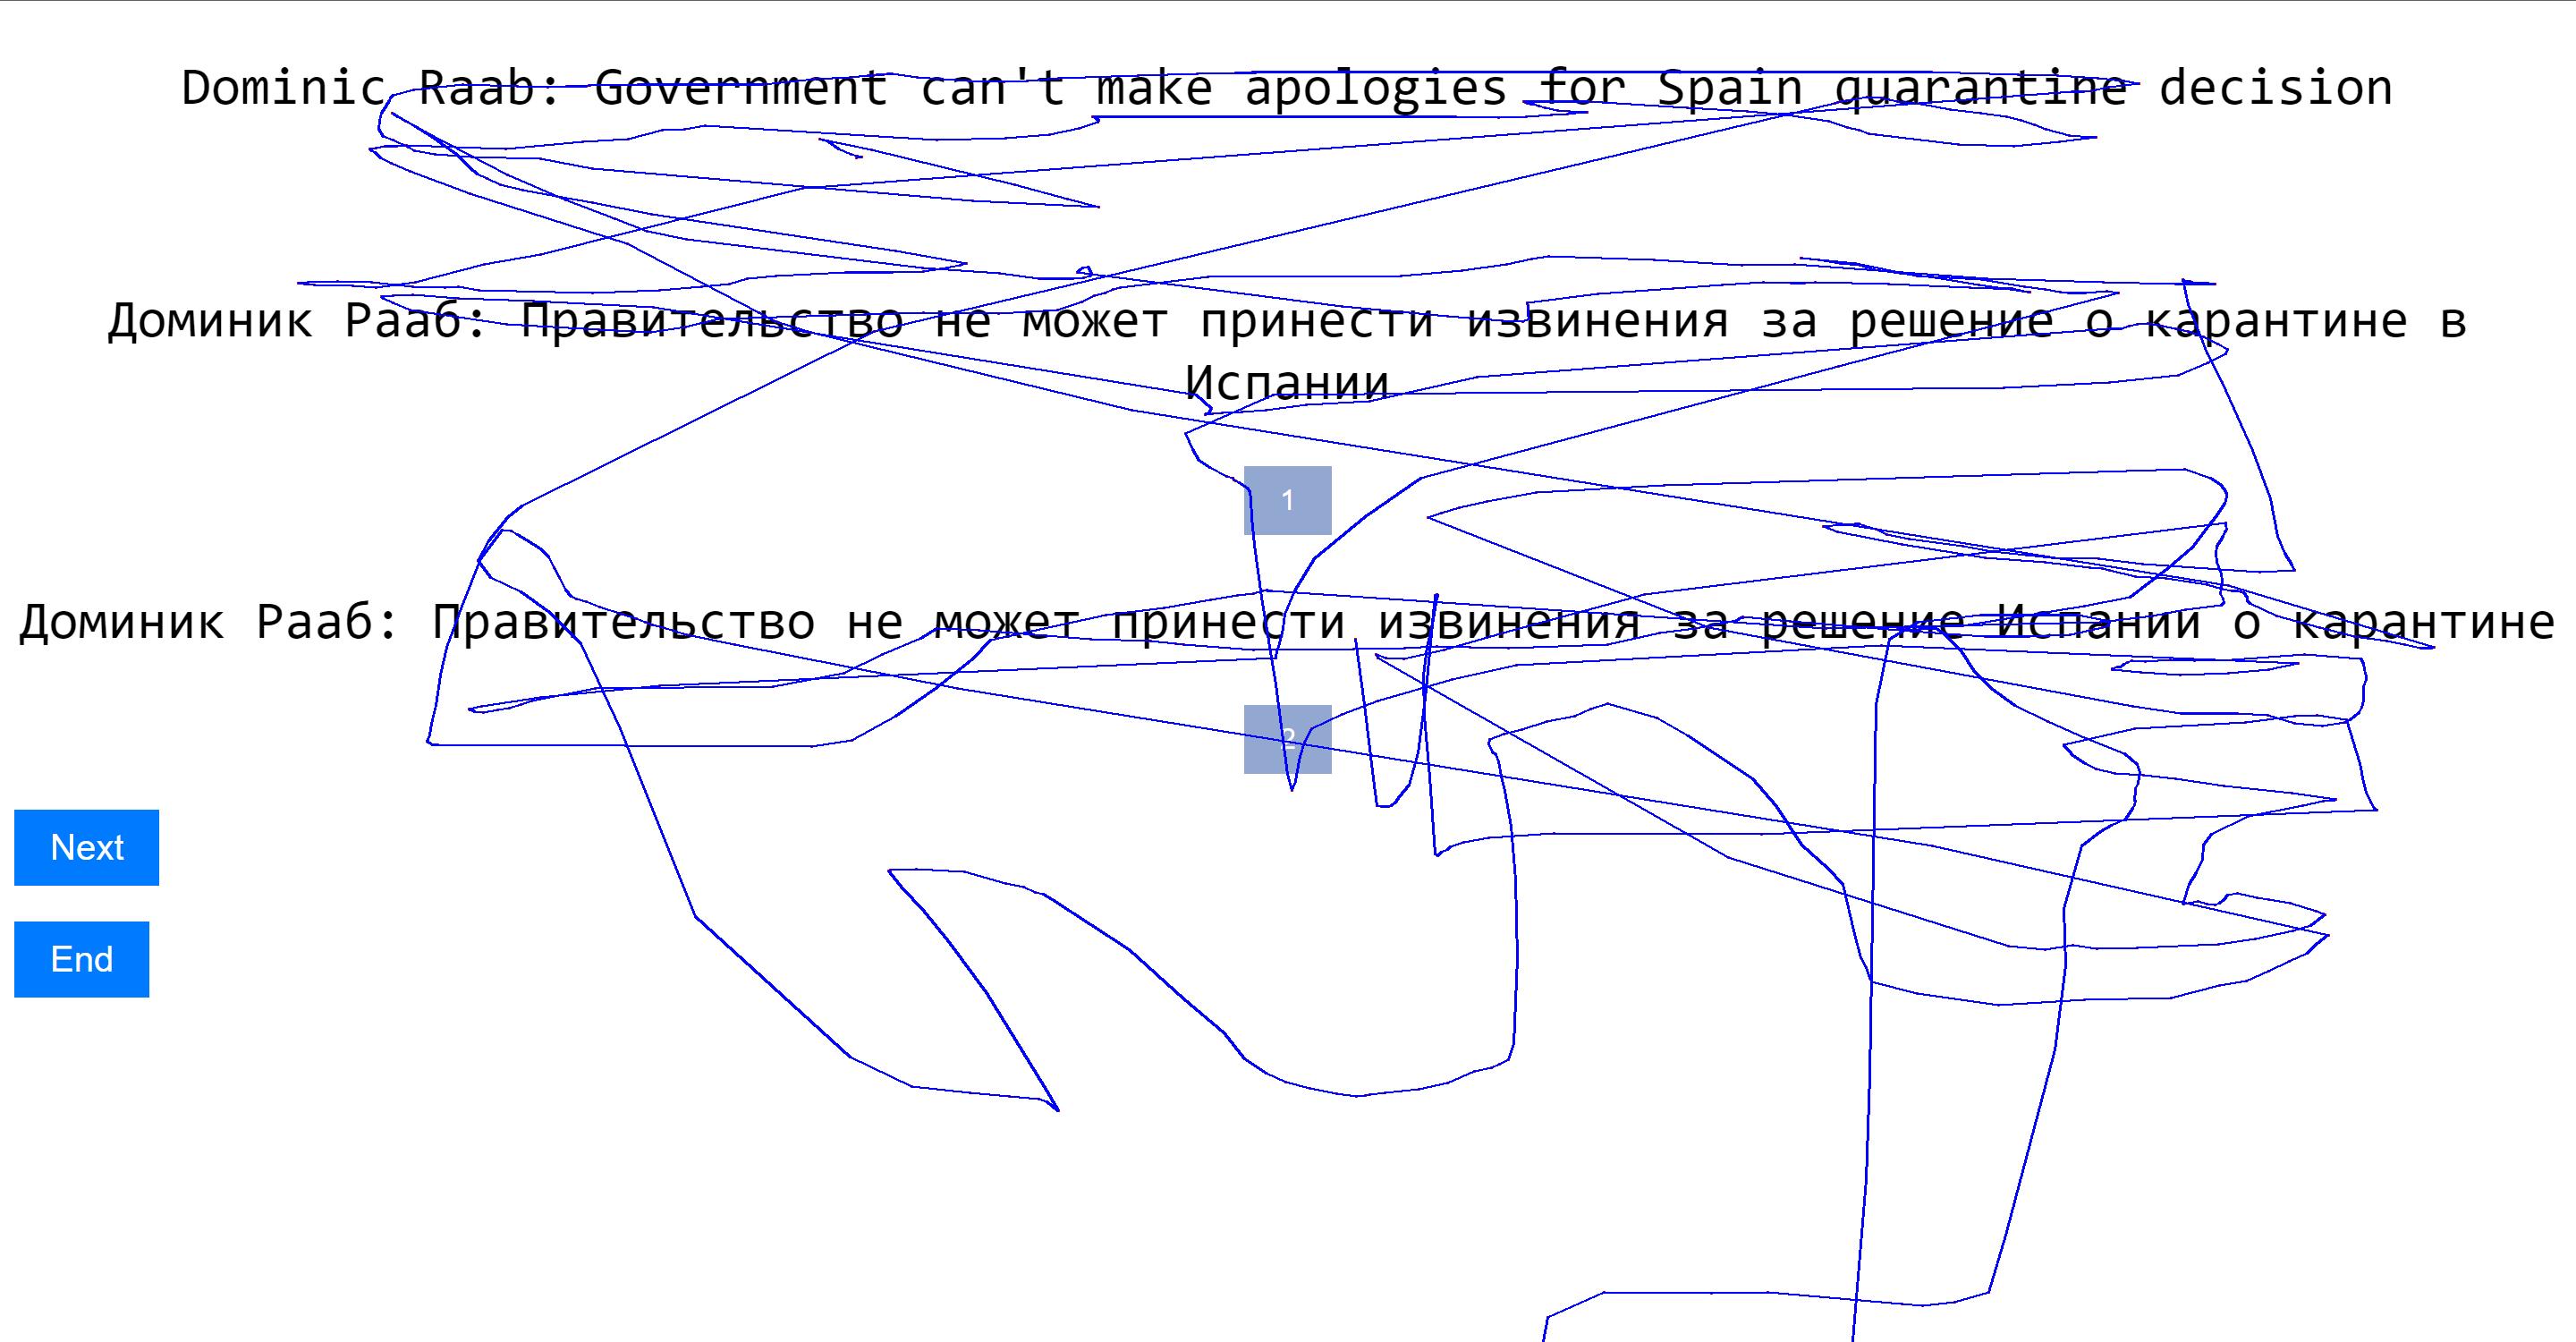 Dominic Raab: Government can't make apologies for Spain quarantine decision
Доминик Рааб: Правительство не может принести извинения за решение о карантине в
Испании
1
Доминик Рааб: Правительство не может принести извинения за решение Испании о карантине
2
Next
End